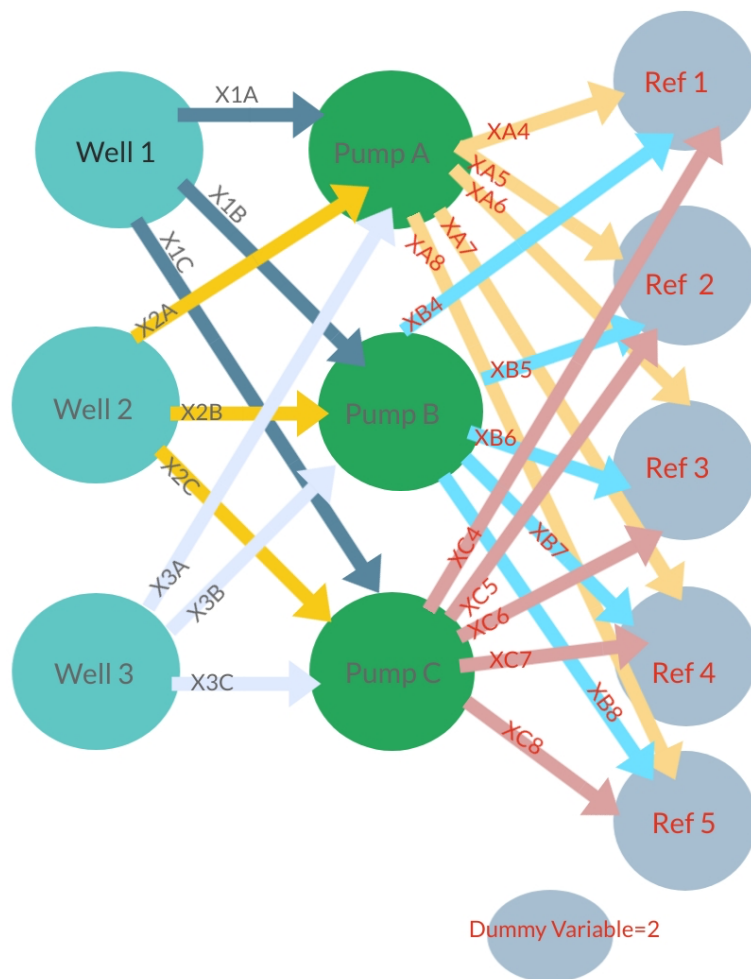 Well 1
X1A
X1B
X1C
Pump A
XA4
XA5
XA6
XA7
XA8
Ref 1
Well 2
X2A
X2B
X2C
Pump B
XB4
XB5
XB6
XB7
XB8
Ref 2
Ref 3
Well 3
X3A
X3B
X3C
Pump C
XC4
XC5
XC6
XC7
XC8
Ref 4
Ref 5
Dummy Variable=2